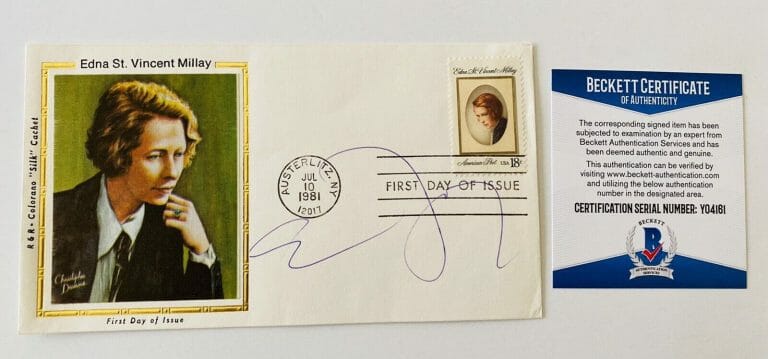 Edna St. Vincent Millay
R & R • Colorano "Silk" Cachet
Christopher
First Day of Issue
Edna St. Vincent Millay
American Poet USA 18c
AUSTERLITZ, NY
JUL
10
1981
12017
FIRST DAY OF ISSUE
BECKETT CERTIFICATE
OF AUTHENTICITY
The corresponding signed item has been
subjected to examination by an expert from
Beckett Authentication Services and has
been deemed authentic and genuine.
This authentication can be verified by
visiting www.beckett-authentication.com
and utilizing the below authentication
number in the designated area.
CERTIFICATION SERIAL NUMBER: Y04161
BECKETT
B
AUTHENTICATION
SERVICES